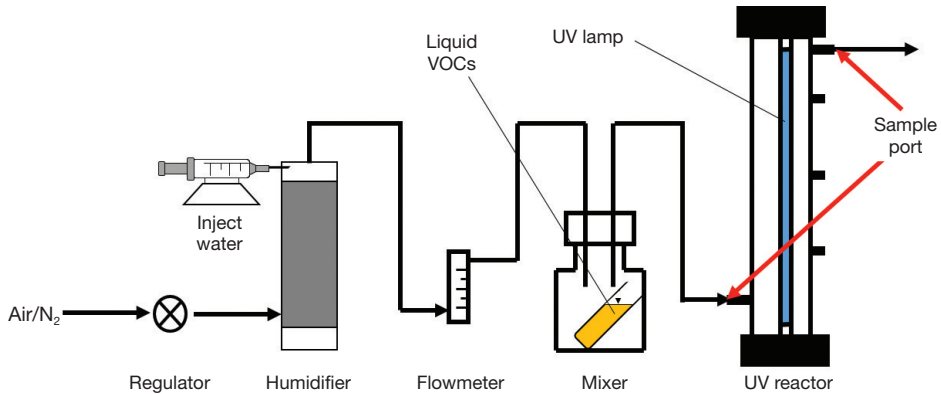 Liquid
VOCs
UV lamp
Sample
port
Inject
water
Air/N₂
Regulator
Humidifier
Flowmeter
Mixer
UV reactor